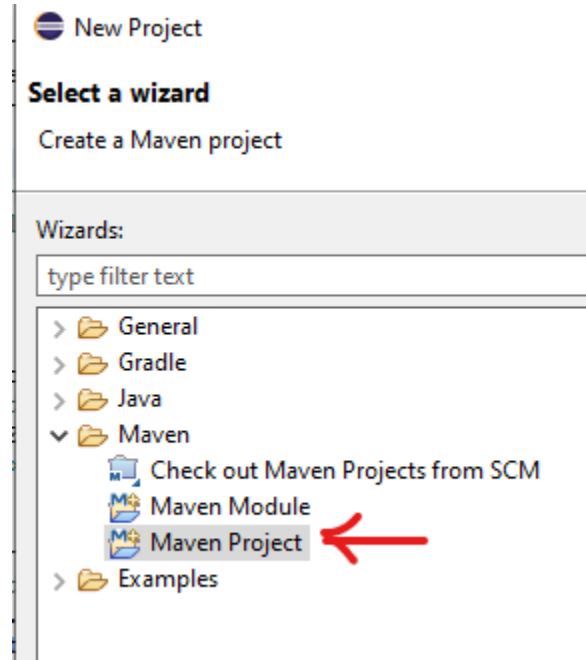 New Project
Select a wizard
Create a Maven project
Wizards:
type filter text
General
Gradle
Java
Maven
Check out Maven Projects from SCM
Maven Module
Maven Project
Examples